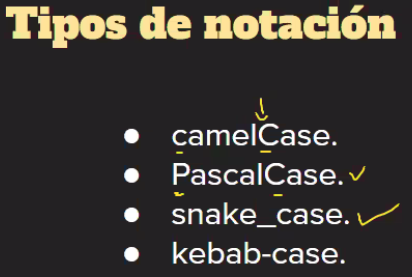 Tipos de notación
● camelCase.
● PascalCase.
● snake_case.
● kebab-case.